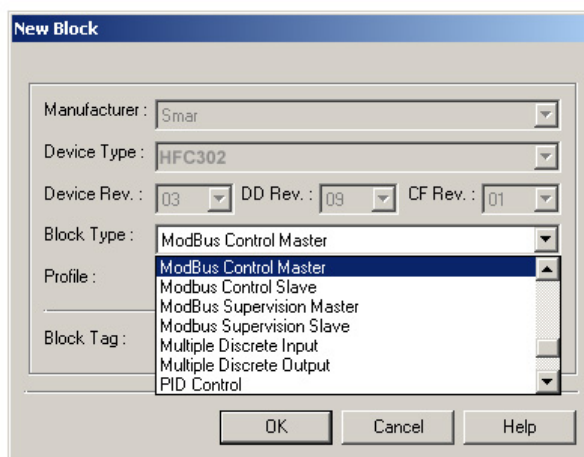 New Block
Manufacturer : Smar
Device Type : HFC302
Device Rev. : 03 DD Rev. : 09 CF Rev. : 01
Block Type : ModBus Control Master
Profile :
ModBus Control Master
Modbus Control Slave
ModBus Supervision Master
Modbus Supervision Slave
Multiple Discrete Input
Multiple Discrete Output
PID Control
Block Tag :
OK Cancel Help